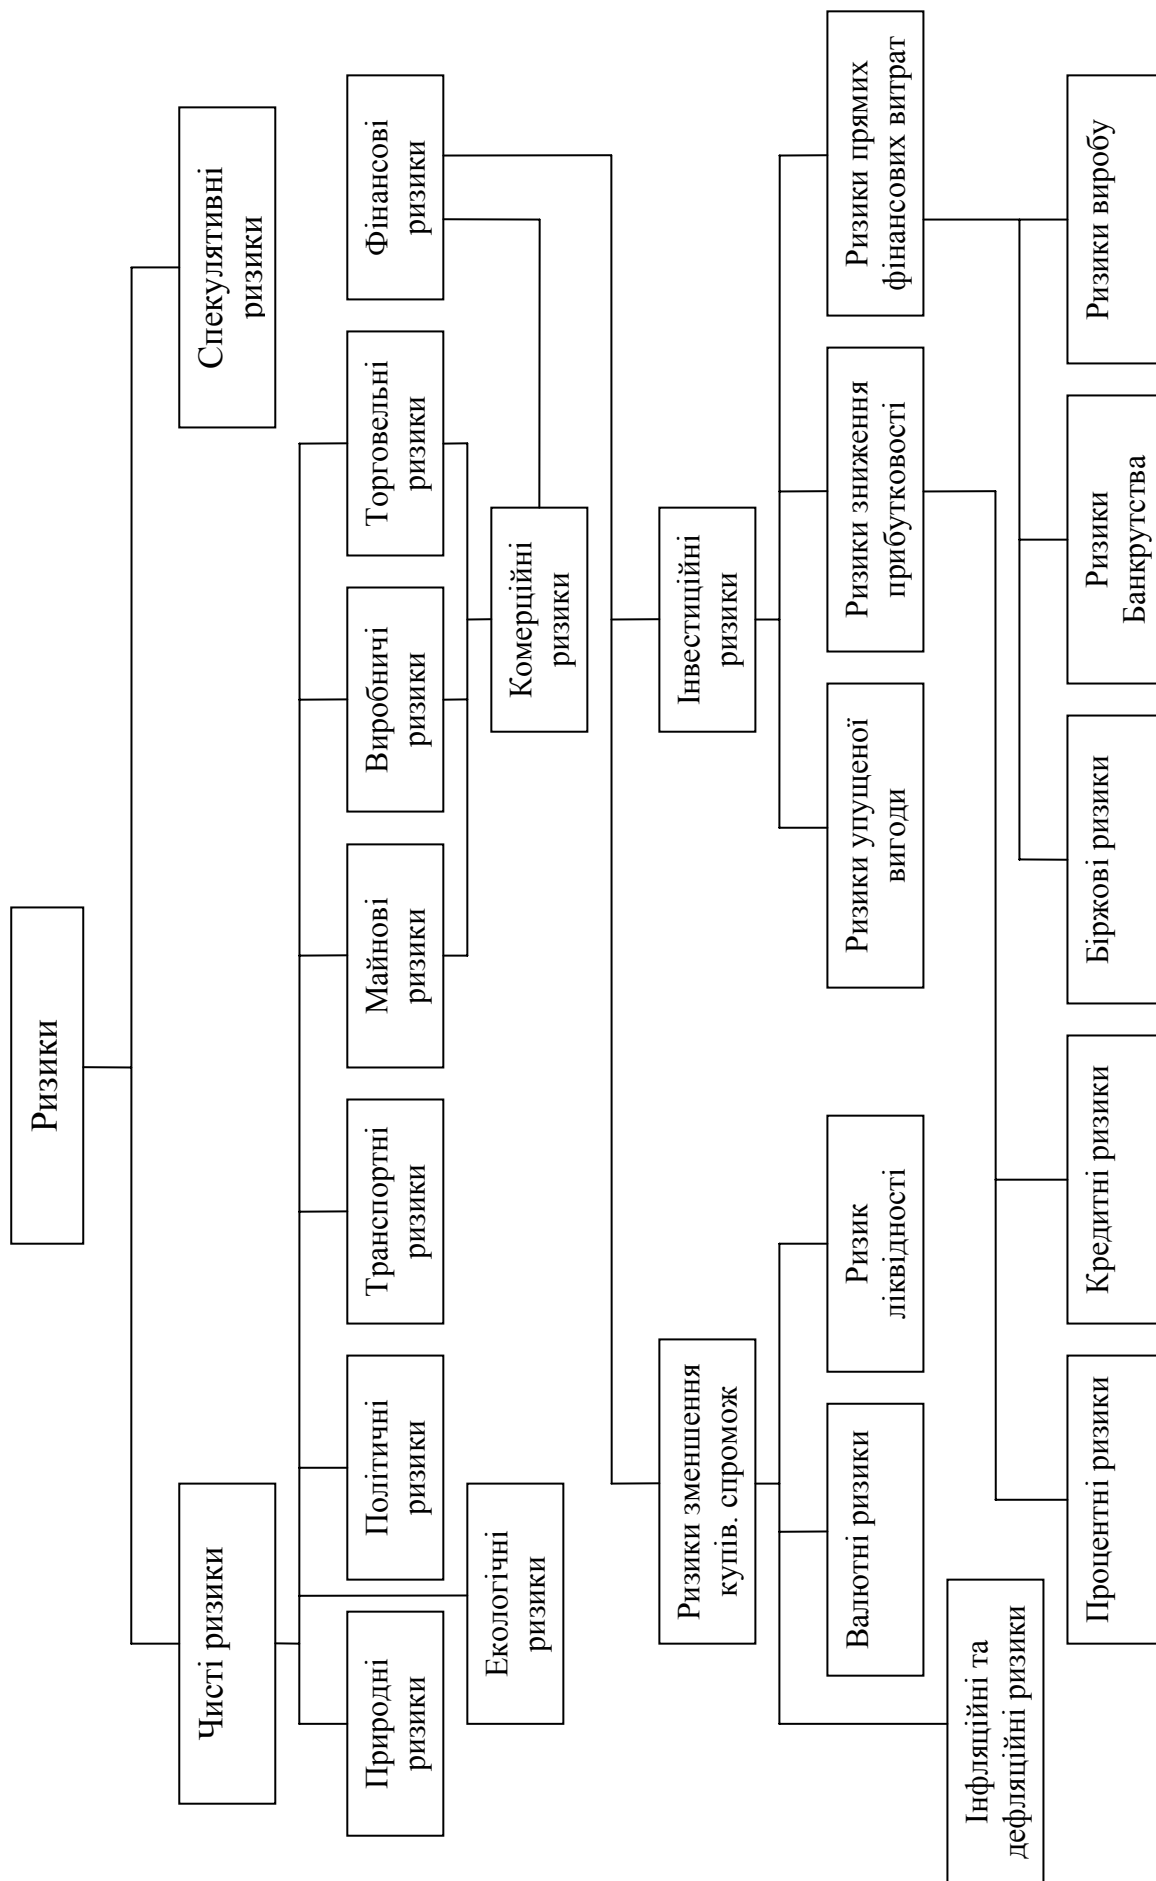 Ризики
Чисті ризики
Спекулятивні
ризики
Природні
ризики
Політичні
ризики
Транспортні
ризики
Майнові
ризики
Виробничі
ризики
Торговельні
ризики
Фінансові
ризики
Екологічні
ризики
Комерційні
ризики
Ризики зменшення
купів. спромож
Інвестиційні
ризики
Валютні ризики
Ризик
ліквідності
Ризики упущеної
вигоди
Ризики зниження
прибутковості
Ризики прямих
фінансових витрат
Інфляційні та
дефляційні ризики
Процентні ризики
Кредитні ризики
Біржові ризики
Ризики
Банкрутства
Ризики виробу